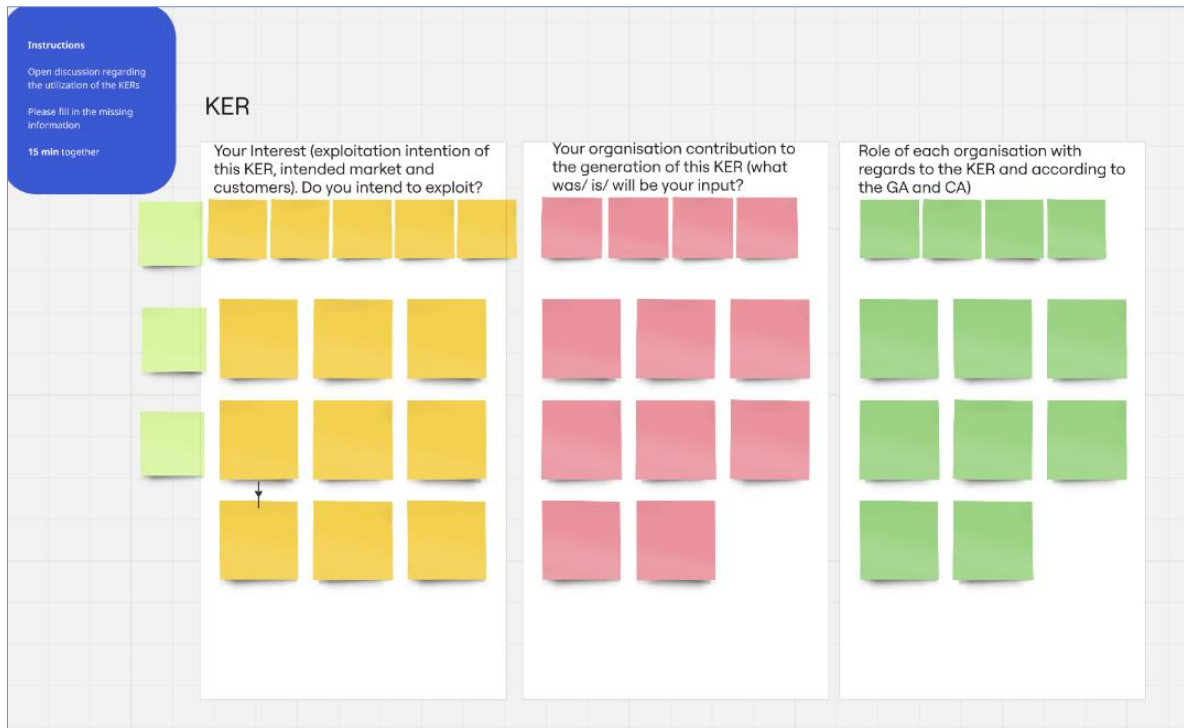 Instructions
Open discussion regarding
the utilization of the KERs
Please fill in the missing
information
15 min together
KER
Your Interest (exploitation intention of
this KER, intended market and
customers). Do you intend to exploit?
Your organisation contribution to
the generation of this KER (what
was/ is/ will be your input?
Role of each organisation with
regards to the KER and according to
the GA and CA)